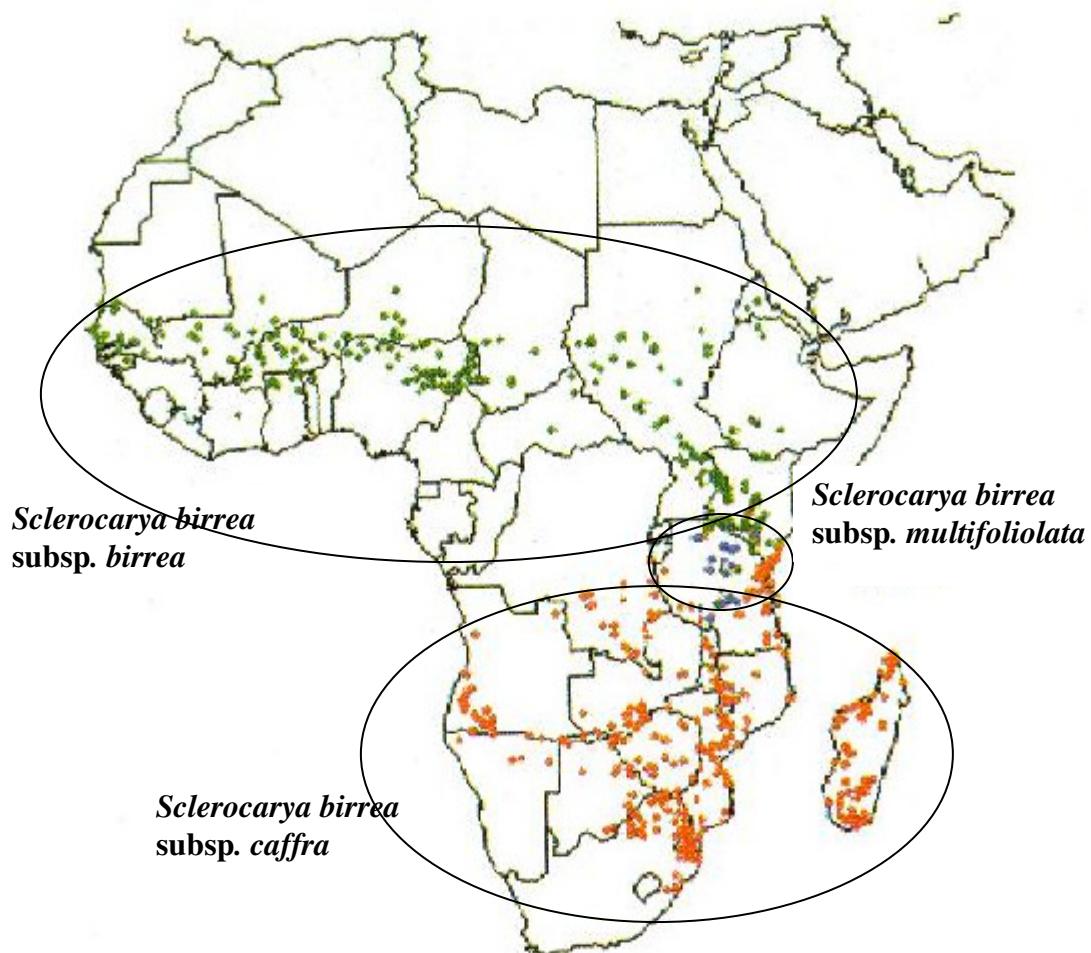 Sclerocarya birrea
subsp. birrea
Sclerocarya birrea
subsp. multifoliolata
Sclerocarya birrea
subsp. caffra